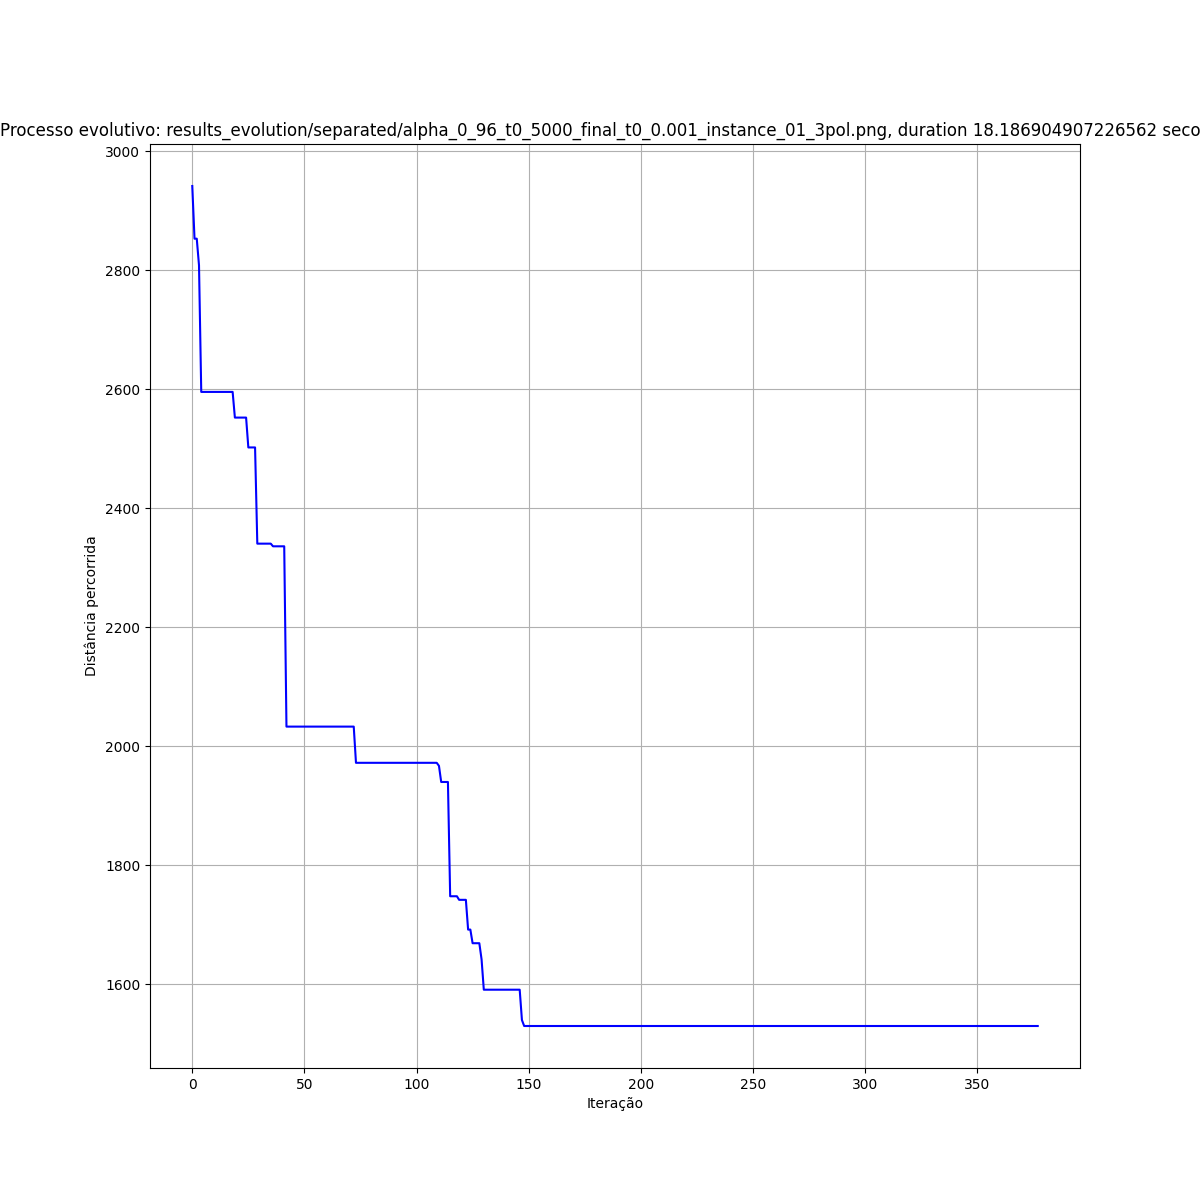 Processo evolutivo: results_evolution/separated/alpha_0_96_t0_5000_final_t0_0.001_instance_01_3pol.png, duration 18.186904907226562 seco
3000
2800
2600
2400
2200
2000
1800
1600
Distância percorrida
0 50 100 150 200 250 300 350
Iteração